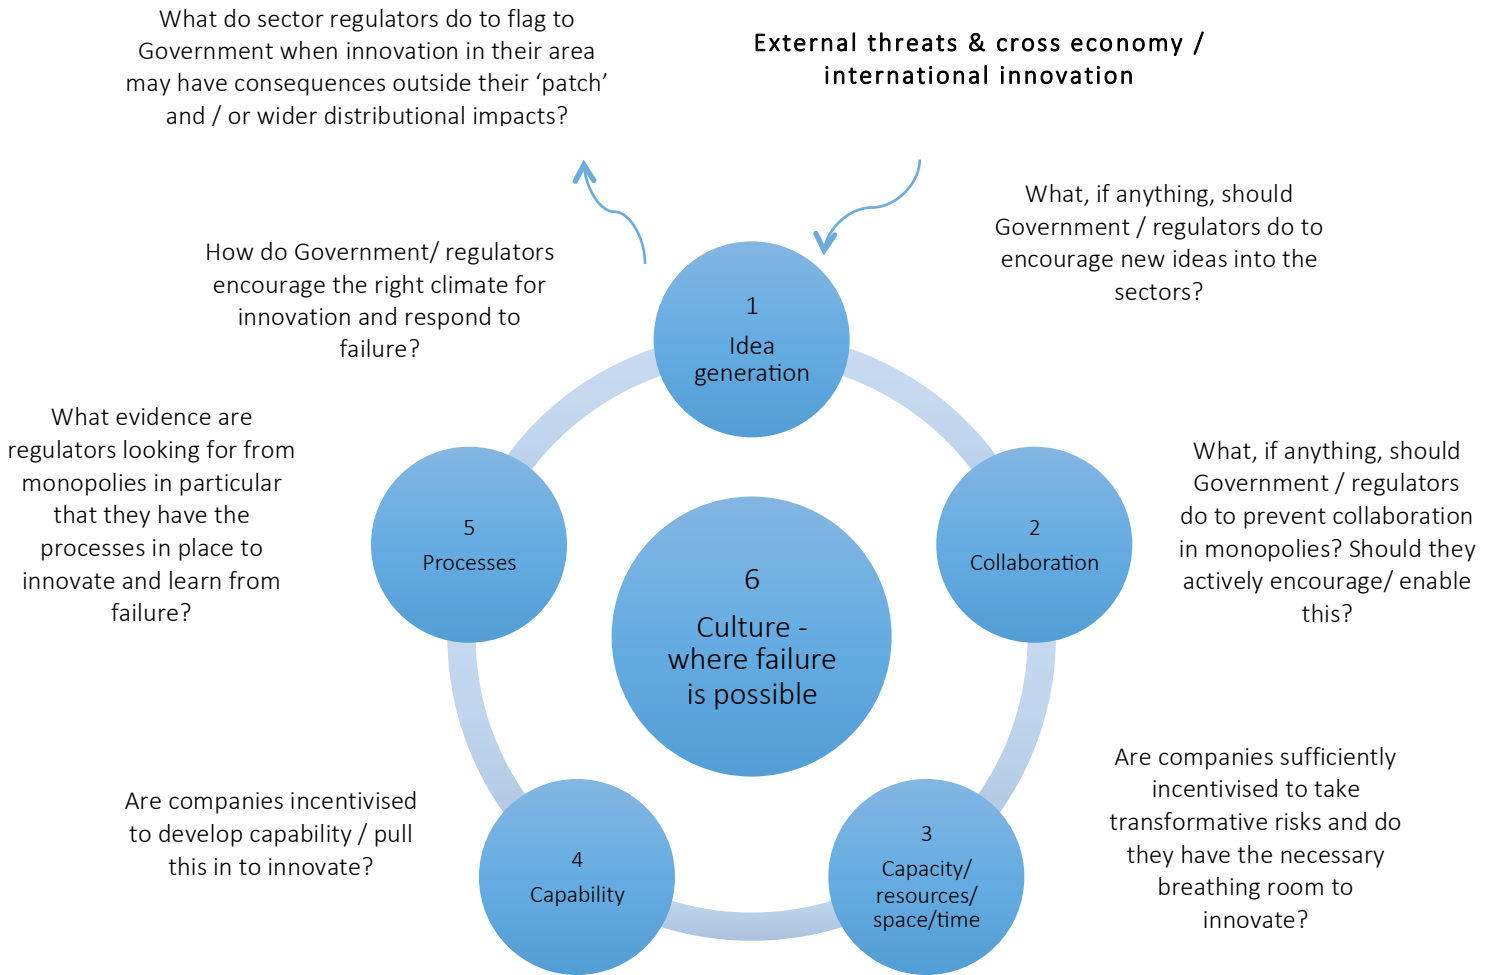 What do sector regulators do to flag to
Government when innovation in their area
may have consequences outside their ‘patch’
and / or wider distributional impacts?
External threats & cross economy /
international innovation
What, if anything, should
Government / regulators do to
encourage new ideas into the
sectors?
How do Government/ regulators
encourage the right climate for
innovation and respond to
failure?
1
Idea
generation
What evidence are
regulators looking for from
monopolies in particular
that they have the
processes in place to
innovate and learn from
failure?
5
Processes
6
Culture -
where failure
is possible
2
Collaboration
What, if anything, should
Government / regulators
do to prevent collaboration
in monopolies? Should they
actively encourage/ enable
this?
Are companies incentivised
to develop capability / pull
this in to innovate?
4
Capability
3
Capacity/
resources/
space/time
Are companies sufficiently
incentivised to take
transformative risks and do
they have the necessary
breathing room to
innovate?